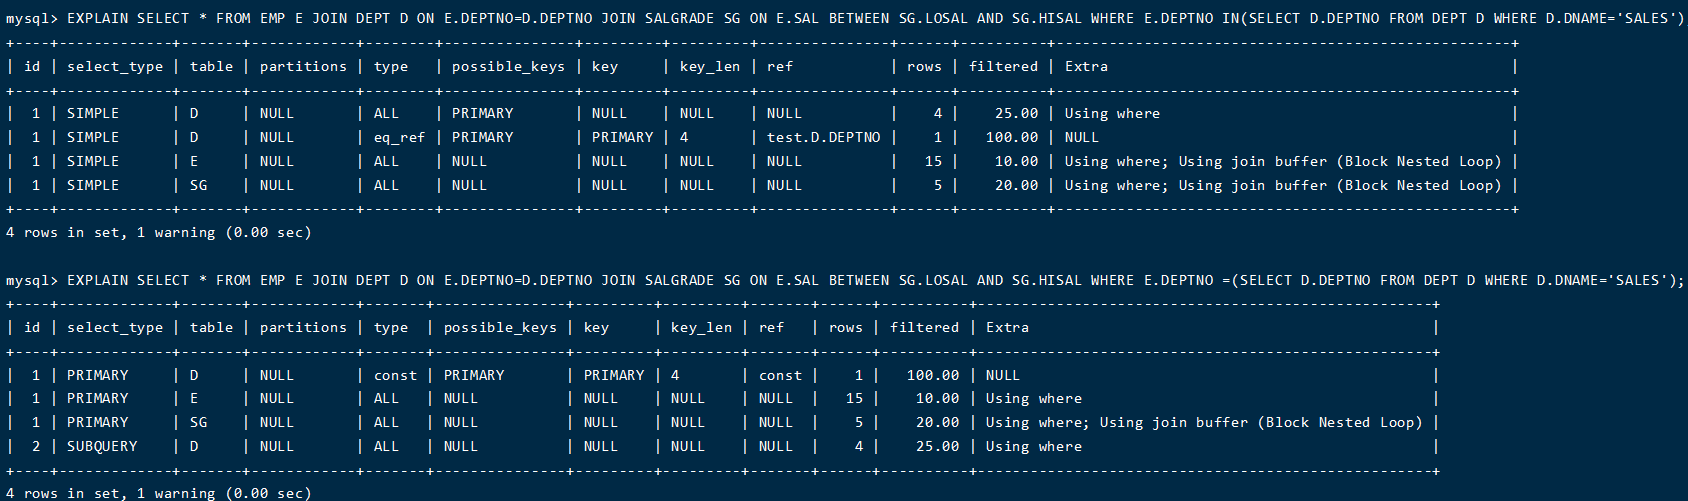 mysql> EXPLAIN SELECT * FROM EMP E JOIN DEPT D ON E.DEPTNO=D.DEPTNO JOIN SALGRADE SG ON E.SAL BETWEEN SG.LOSAL AND SG.HISAL WHERE E.DEPTNO IN(SELECT D.DEPTNO FROM DEPT D WHERE D.DNAME='SALES');
+----+-------------+-------+------------+--------+---------------+---------+---------+---------------+------+----------+----------------------------------------------------+
| id | select_type | table | partitions | type   | possible_keys | key     | key_len | ref           | rows | filtered | Extra                                              |
+----+-------------+-------+------------+--------+---------------+---------+---------+---------------+------+----------+----------------------------------------------------+
|  1 | SIMPLE      | D     | NULL       | ALL    | PRIMARY       | NULL    | NULL    | NULL          |    4 |    25.00 | Using where                                        |
|  1 | SIMPLE      | D     | NULL       | eq_ref | PRIMARY       | PRIMARY | 4       | test.D.DEPTNO |    1 |   100.00 | NULL                                               |
|  1 | SIMPLE      | E     | NULL       | ALL    | NULL          | NULL    | NULL    | NULL          |   15 |    10.00 | Using where; Using join buffer (Block Nested Loop) |
|  1 | SIMPLE      | SG    | NULL       | ALL    | NULL          | NULL    | NULL    | NULL          |    5 |    20.00 | Using where; Using join buffer (Block Nested Loop) |
+----+-------------+-------+------------+--------+---------------+---------+---------+---------------+------+----------+----------------------------------------------------+
4 rows in set, 1 warning (0.00 sec)

mysql> EXPLAIN SELECT * FROM EMP E JOIN DEPT D ON E.DEPTNO=D.DEPTNO JOIN SALGRADE SG ON E.SAL BETWEEN SG.LOSAL AND SG.HISAL WHERE E.DEPTNO =(SELECT D.DEPTNO FROM DEPT D WHERE D.DNAME='SALES');
+----+-------------+-------+------------+-------+---------------+---------+---------+-------+------+----------+----------------------------------------------------+
| id | select_type | table | partitions | type  | possible_keys | key     | key_len | ref   | rows | filtered | Extra                                              |
+----+-------------+-------+------------+-------+---------------+---------+---------+-------+------+----------+----------------------------------------------------+
|  1 | PRIMARY     | D     | NULL       | const | PRIMARY       | PRIMARY | 4       | const |    1 |   100.00 | NULL                                               |
|  1 | PRIMARY     | E     | NULL       | ALL   | NULL          | NULL    | NULL    | NULL  |   15 |    10.00 | Using where                                        |
|  1 | PRIMARY     | SG    | NULL       | ALL   | NULL          | NULL    | NULL    | NULL  |    5 |    20.00 | Using where; Using join buffer (Block Nested Loop) |
|  2 | SUBQUERY    | D     | NULL       | ALL   | NULL          | NULL    | NULL    | NULL  |    4 |    25.00 | Using where                                        |
+----+-------------+-------+------------+-------+---------------+---------+---------+-------+------+----------+----------------------------------------------------+
4 rows in set, 1 warning (0.00 sec)